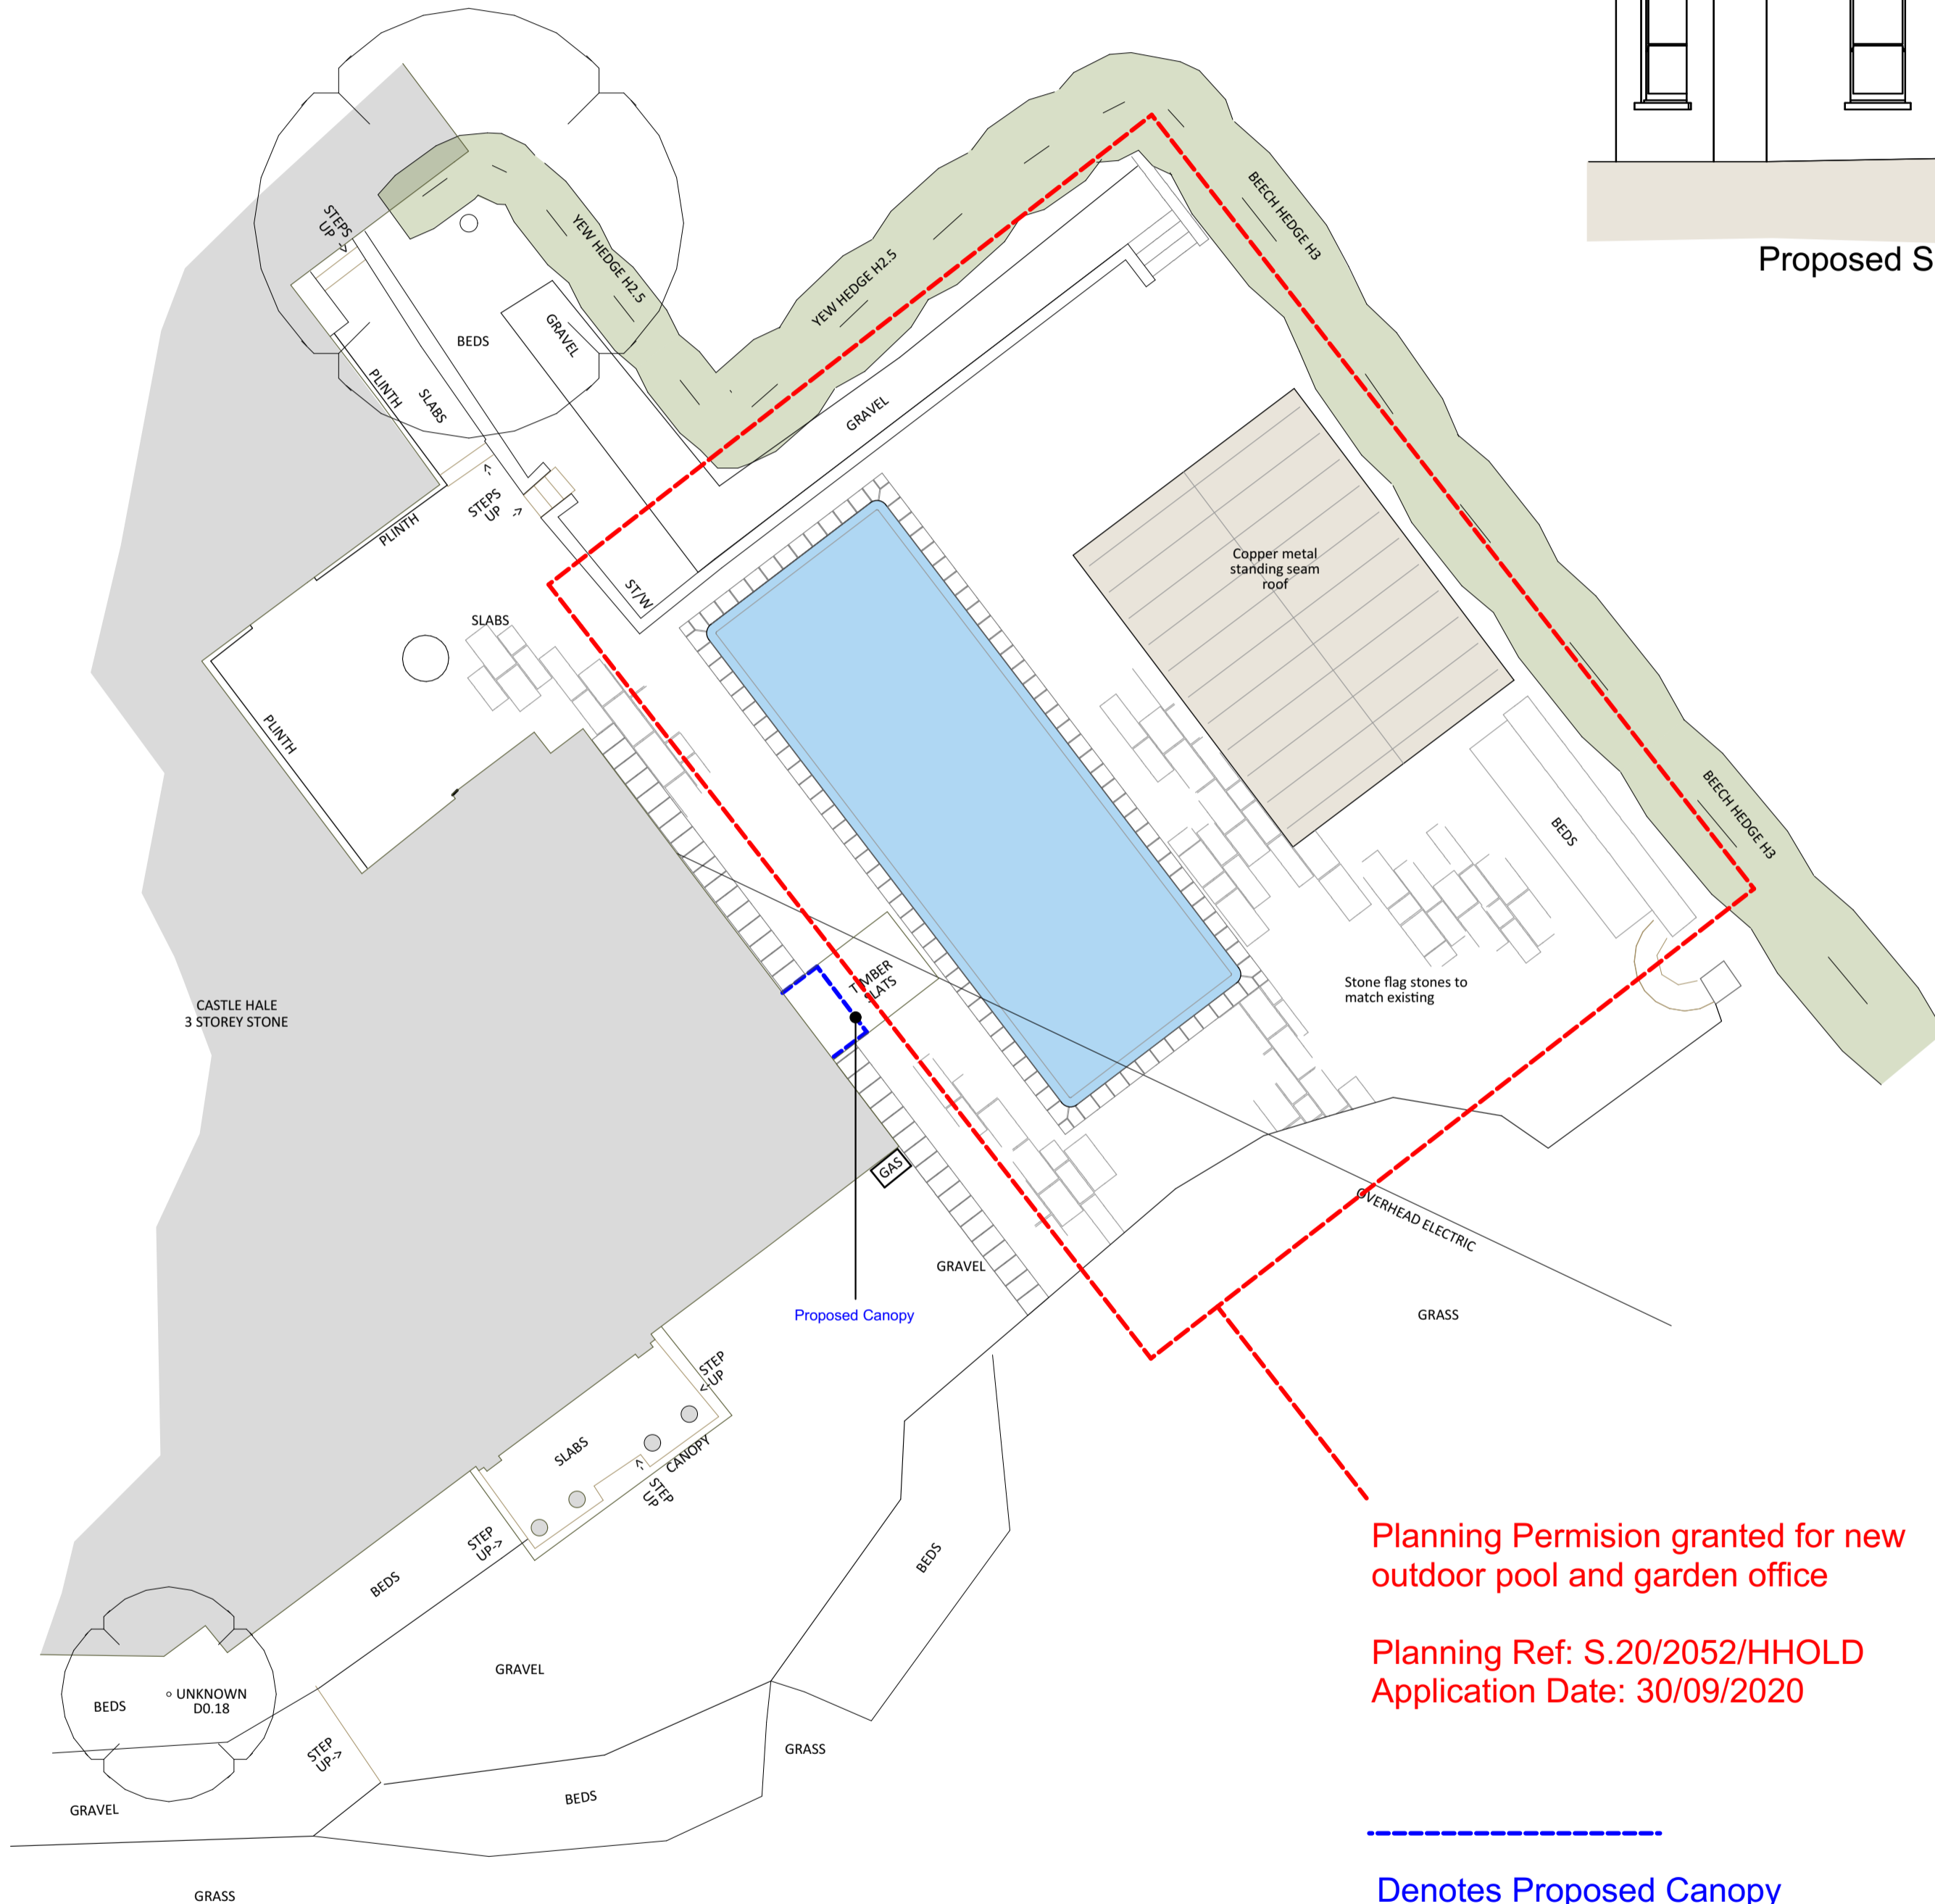 Proposed S
STEPS
UP
YEW HEDGE H2.5
YEW HEDGE H2.5
BEECH HEDGE H3
BEDS
GRAVEL
PLINTH
SLABS
GRAVEL
STEPS
UP ->
PLINTH
Copper metal
standing seam
roof
ST/W
SLABS
PLINTH
BEECH HEDGE H3
BEDS
TIMBER
SLATS
Stone flag stones to
match existing
CASTLE HALE
3 STOREY STONE
GAS
OVERHEAD ELECTRIC
GRAVEL
Proposed Canopy
GRASS
STEP
<-UP
SLABS
CANOPY
STEP
UP
STEP
UP->
BEDS
BEDS
Planning Permision granted for new
outdoor pool and garden office
Planning Ref: S.20/2052/HHOLD
Application Date: 30/09/2020
GRAVEL
UNKNOWN
D0.18
BEDS
STEP
UP->
GRASS
BEDS
GRAVEL
GRASS
Denotes Proposed Canopy